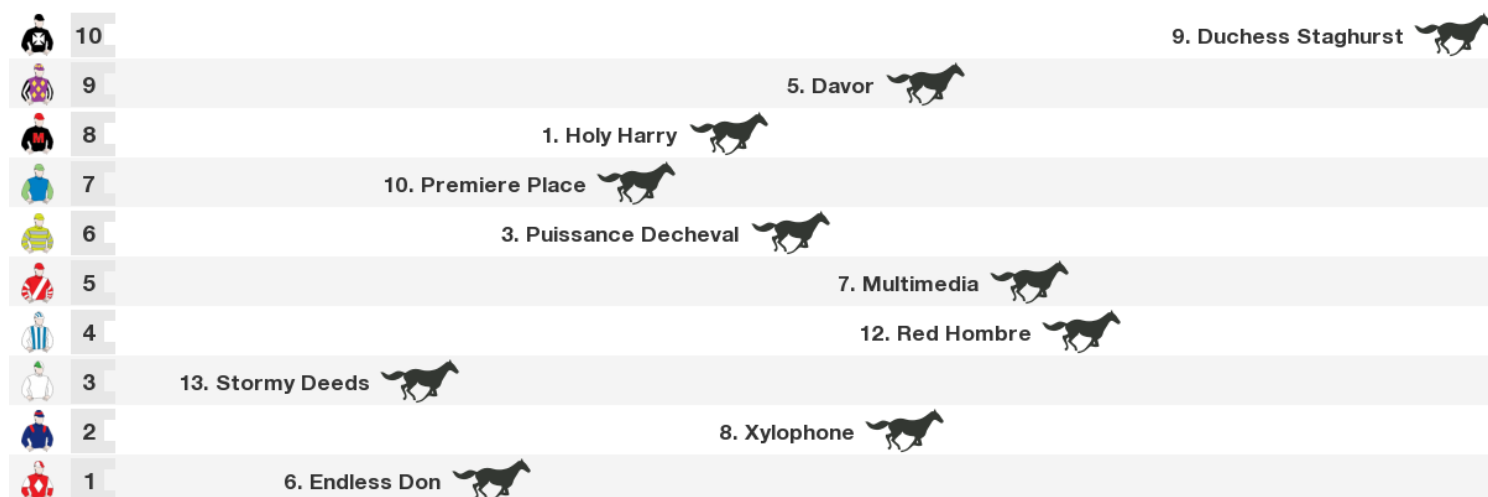 10 9. Duchess Staghurst
9 5. Davor
M 8 1. Holy Harry
7 10. Premiere Place
6 3. Puissance Decheval
5 7. Multimedia
4 12. Red Hombre
3 13. Stormy Deeds
2 8. Xylophone
1 6. Endless Don